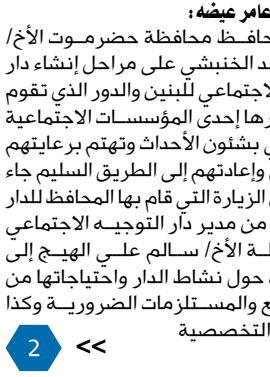 عامر عيضه :
حافظ محافظة حضرموت الأخ/
الخنبشي على مراحل إنشاء دار
لاجتماعي للبنين والدور الذي تقوم
رها إحدى المؤسسات الاجتماعية
ي بشئون الأحداث وتهتم برعايتهم
وإعادتهم إلى الطريق السليم جاء
الزيارة التي قام بها المحافظ للدار
من مدير دار التوجيه الاجتماعي
لة الأخ/ سالم علي الهيج إلى
حول نشاط الدار واحتياجاتها من
ع والمستلزمات الضرورية وكذا
التخصصية
>> 2